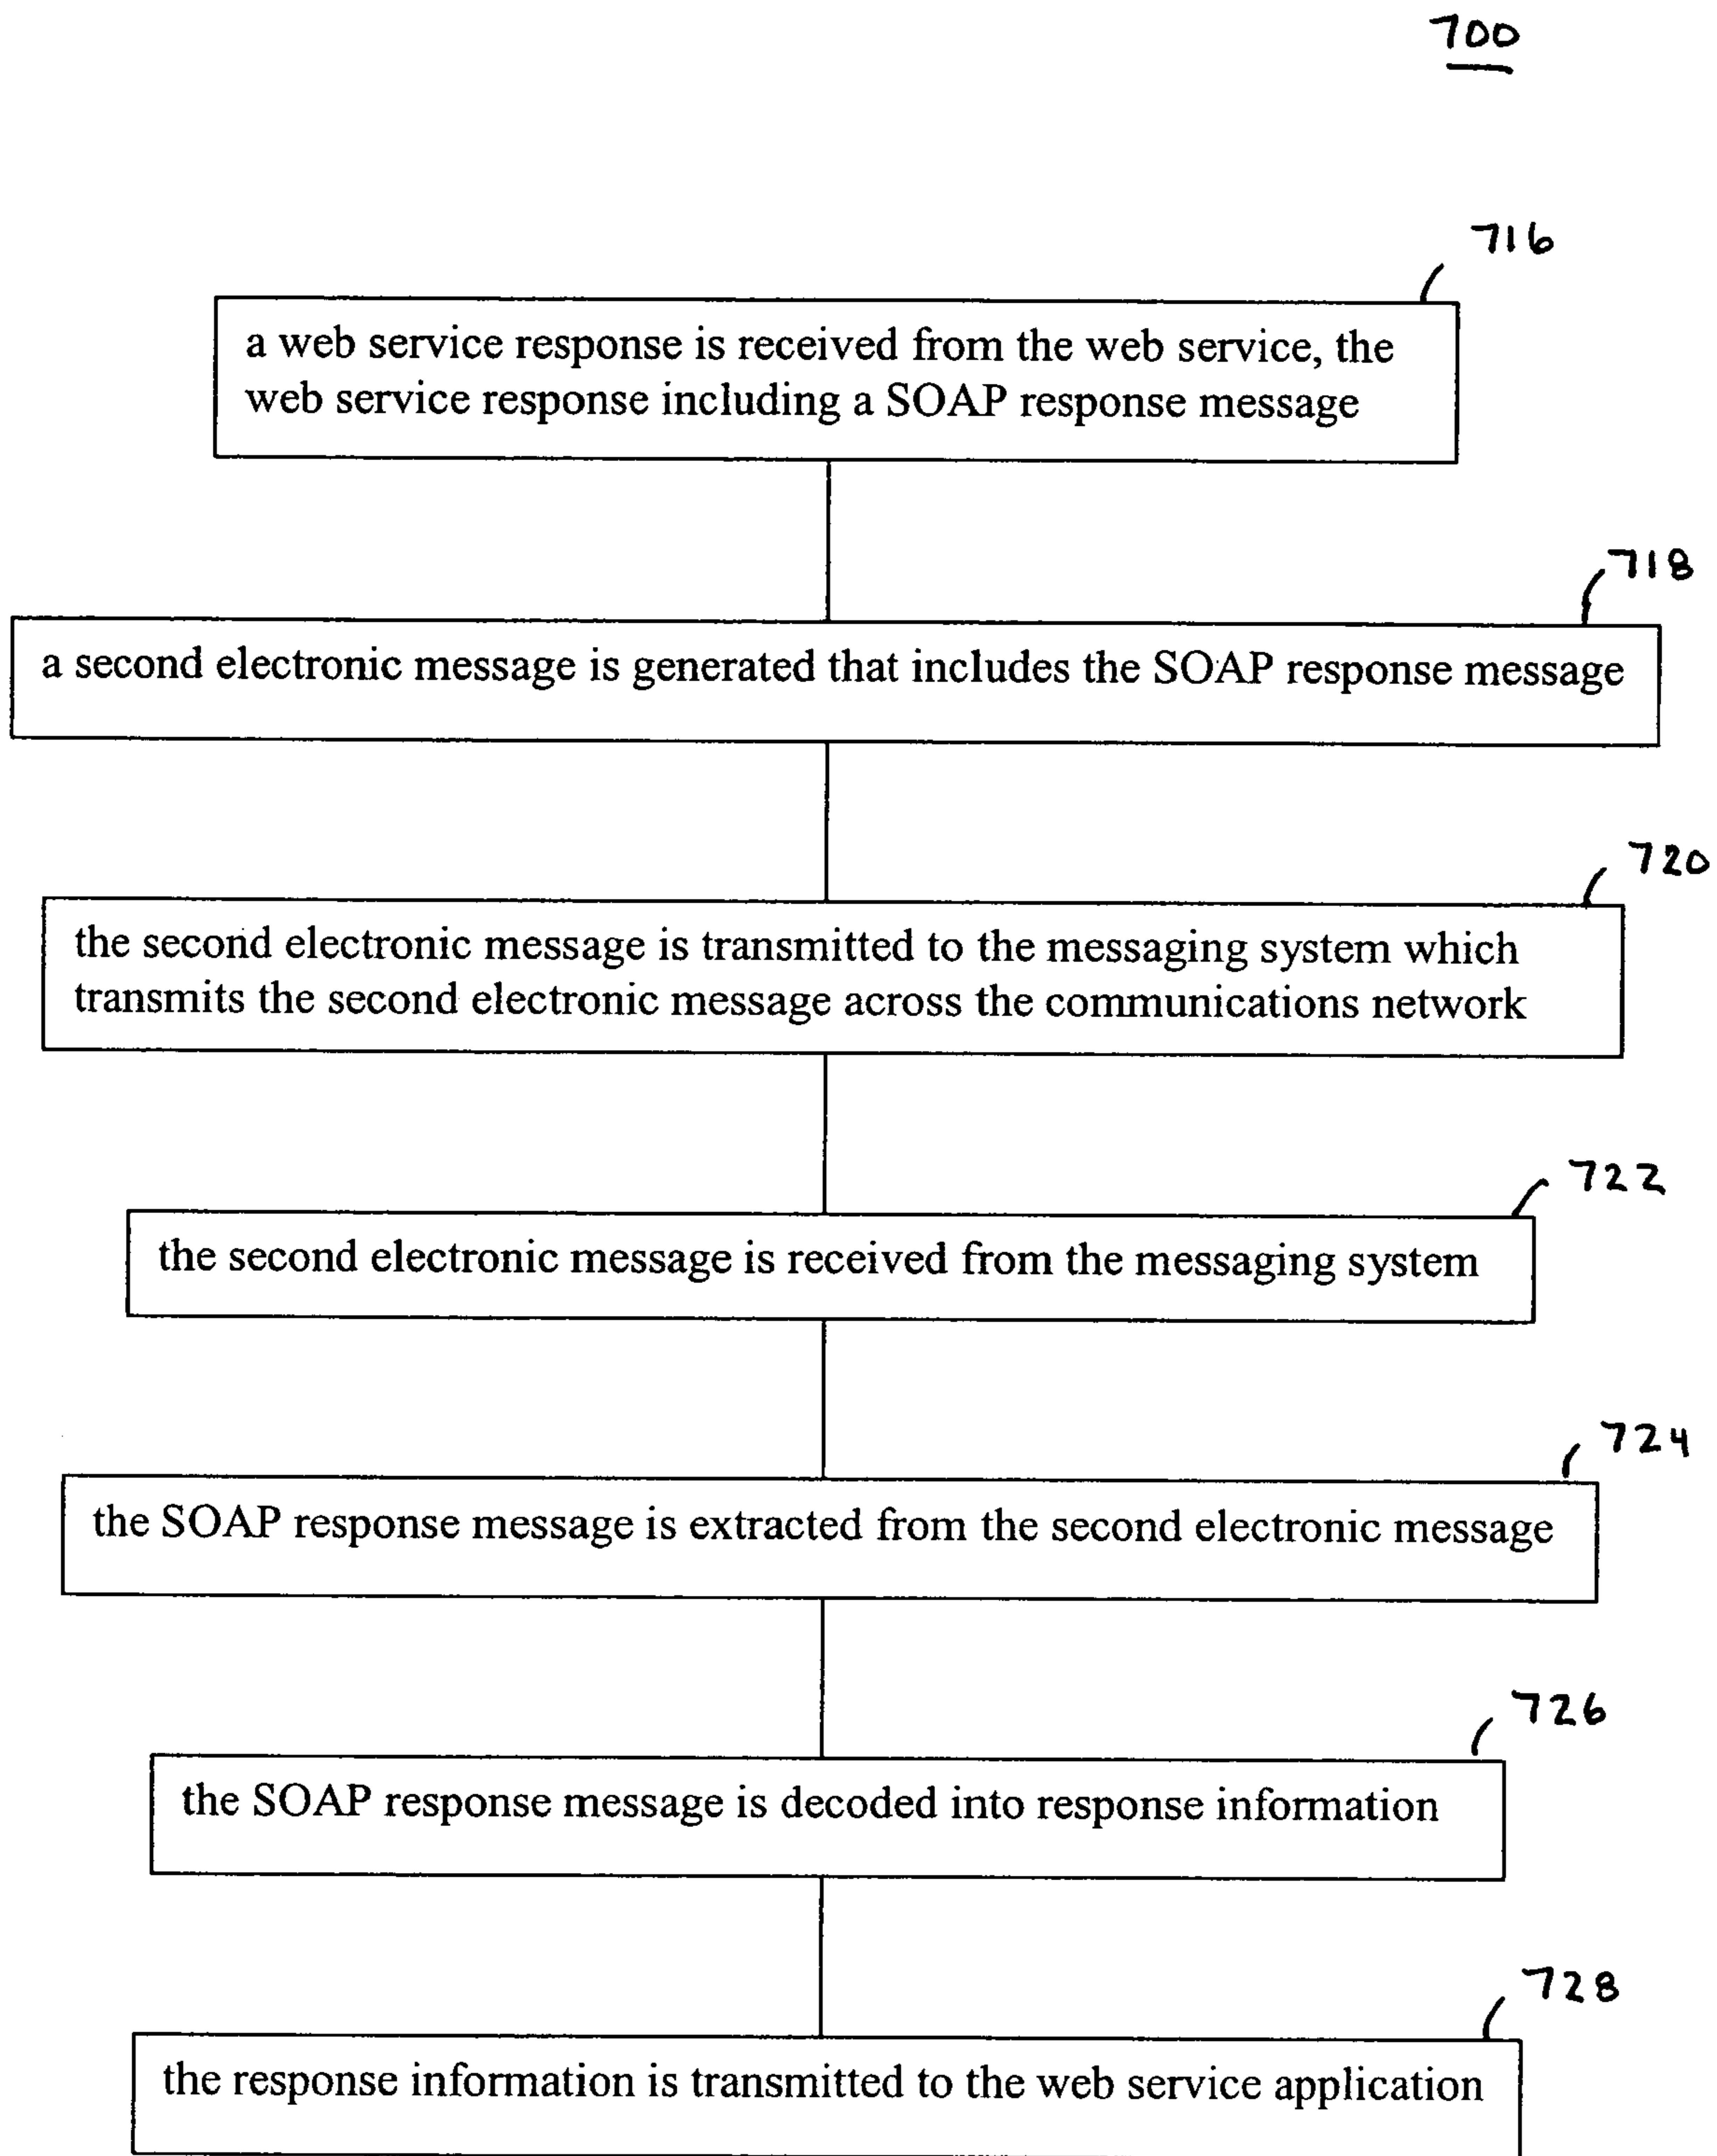 700
716
a web service response is received from the web service, the
web service response including a SOAP response message
718
a second electronic message is generated that includes the SOAP response message
720
the second electronic message is transmitted to the messaging system which
transmits the second electronic message across the communications network
722
the second electronic message is received from the messaging system
724
the SOAP response message is extracted from the second electronic message
726
the SOAP response message is decoded into response information
728
the response information is transmitted to the web service application